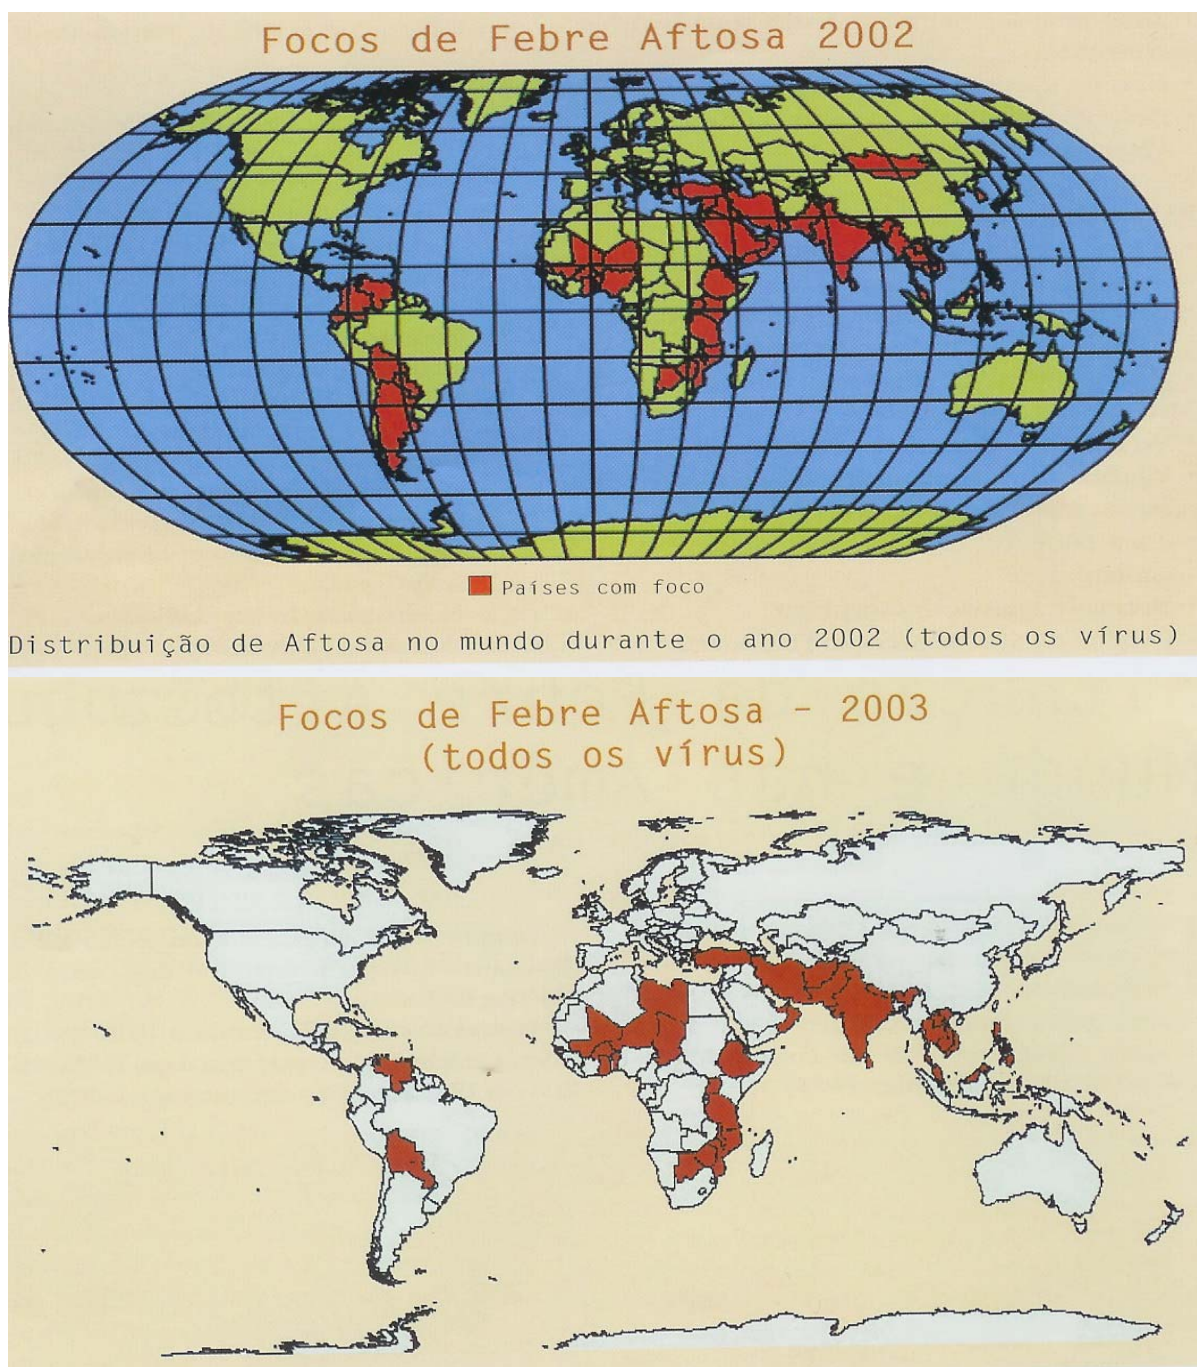 Focos de Febre Aftosa 2002
Países com foco
Distribuição de Aftosa no mundo durante o ano 2002 (todos os vírus)
Focos de Febre Aftosa - 2003
(todos os vírus)